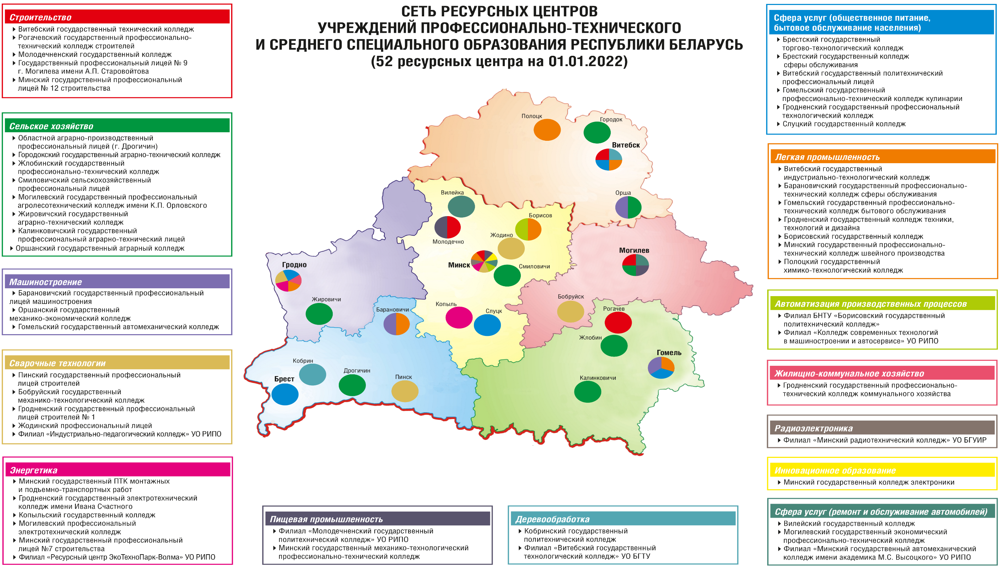 СЕТЬ РЕСУРСНЫХ ЦЕНТРОВ
УЧРЕЖДЕНИЙ ПРОФЕССИОНАЛЬНО-ТЕХНИЧЕСКОГО
И СРЕДНЕГО СПЕЦИАЛЬНОГО ОБРАЗОВАНИЯ РЕСПУБЛИКИ БЕЛАРУСЬ
(52 ресурсных центра на 01.01.2022)
Строительство
Витебский государственный технический колледж
Рогачевский государственный профессионально-
технический колледж строителей
Молодечненский государственный колледж
Государственный профессиональный лицей № 9
г. Могилева имени А.П. Старовойтова
Минский государственный профессиональный
лицей № 12 строительства
Сельское хозяйство
Областной аграрно-производственный
профессиональный лицей (г. Дрогичин)
Городокский государственный аграрно-технический колледж
Жлобинский государственный
профессионально-технический колледж
Смиловичский сельскохозяйственный
профессиональный лицей
Могилевский государственный профессиональный
агролесотехнический колледж имени К.П. Орловского
Жировичский государственный
аграрно-технический колледж
Калинковичский государственный
профессиональный аграрно-технический лицей
Оршанский государственный аграрный колледж
Машиностроение
Барановичский государственный профессиональный
лицей машиностроения
Оршанский государственный
механико-экономический колледж
Гомельский государственный автомеханический колледж
Сварочные технологии
Пинский государственный профессиональный
лицей строителей
Бобруйский государственный
механико-технологический колледж
Гродненский государственный профессиональный
лицей строителей № 1
Жодинский профессиональный лицей
Филиал «Индустриально-педагогический колледж» УО РИПО
Энергетика
Минский государственный ПТК монтажных
и подъемно-транспортных работ
Гродненский государственный электротехнический
колледж имени Ивана Счастного
Копыльский государственный колледж
Могилевский профессиональный
электротехнический колледж
Минский государственный профессиональный
лицей №7 строительства
Филиал «Ресурсный центр ЭкоТехноПарк-Волма» УО РИПО
Полоцк
Городок
Витебск
Орша
Вилейка
Борисов
Жодино
Молодечно
Минск
Смиловичи
Могилев
Гродно
Жировичи
Барановичи
Копыль
Слуцк
Бобруйск
Рогачев
Жлобин
Гомель
Кобрин
Дрогичин
Пинск
Брест
Калинковичи
Пищевая промышленность
Филиал «Молодечненский государственный
политехнический колледж» УО РИПО
Минский государственный механико-технологический
профессионально-технический колледж
Деревообработка
Кобринский государственный
политехнический колледж
Филиал «Витебский государственный
технологический колледж» УО БГТУ
Сфера услуг (общественное питание,
бытовое обслуживание населения)
Брестский государственный
торгово-технологический колледж
Брестский государственный колледж
сферы обслуживания
Витебский государственный политехнический
профессиональный лицей
Гомельский государственный
профессионально-технический колледж кулинарии
Гродненский государственный профессиональный
технологический колледж
Слуцкий государственный колледж
Легкая промышленность
Витебский государственный
индустриально-технологический колледж
Барановичский государственный профессионально-
технический колледж сферы обслуживания
Гомельский государственный профессионально-
технический колледж бытового обслуживания
Гродненский государственный колледж техники,
технологий и дизайна
Борисовский государственный колледж
Минский государственный профессионально-
технический колледж швейного производства
Полоцкий государственный
химико-технологический колледж
Автоматизация производственных процессов
Филиал БНТУ «Борисовский государственный
политехнический колледж»
Филиал «Колледж современных технологий
в машиностроении и автосервисе» УО РИПО
Жилищно-коммунальное хозяйство
Гродненский государственный профессионально-
технический колледж коммунального хозяйства
Радиоэлектроника
Филиал «Минский радиотехнический колледж» УО БГУИР
Инновационное образование
Минский государственный колледж электроники
Сфера услуг (ремонт и обслуживание автомобилей)
Вилейский государственный колледж
Могилевский государственный экономический
профессионально-технический колледж
Филиал «Минский государственный автомеханический
колледж имени академика М.С. Высоцкого» УО РИПО